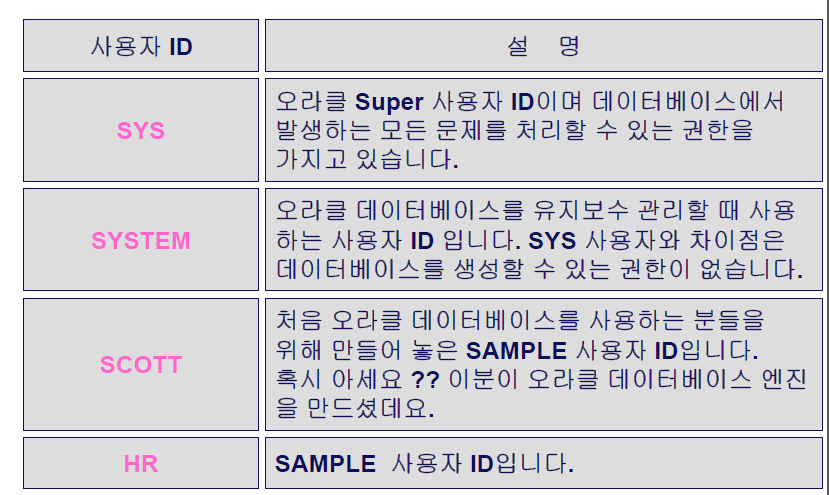 사용자 ID
설 명
SYS
오라클 Super 사용자 ID이며 데이터베이스에서
발생하는 모든 문제를 처리할 수 있는 권한을
가지고 있습니다.
SYSTEM
오라클 데이터베이스를 유지보수 관리할 때 사용
하는 사용자 ID 입니다. SYS 사용자와 차이점은
데이터베이스를 생성할 수 있는 권한이 없습니다.
SCOTT
처음 오라클 데이터베이스를 사용하는 분들을
위해 만들어 놓은 SAMPLE 사용자 ID입니다.
혹시 아세요 ?? 이분이 오라클 데이터베이스 엔진
을 만드셨데요.
HR
SAMPLE 사용자 ID입니다.